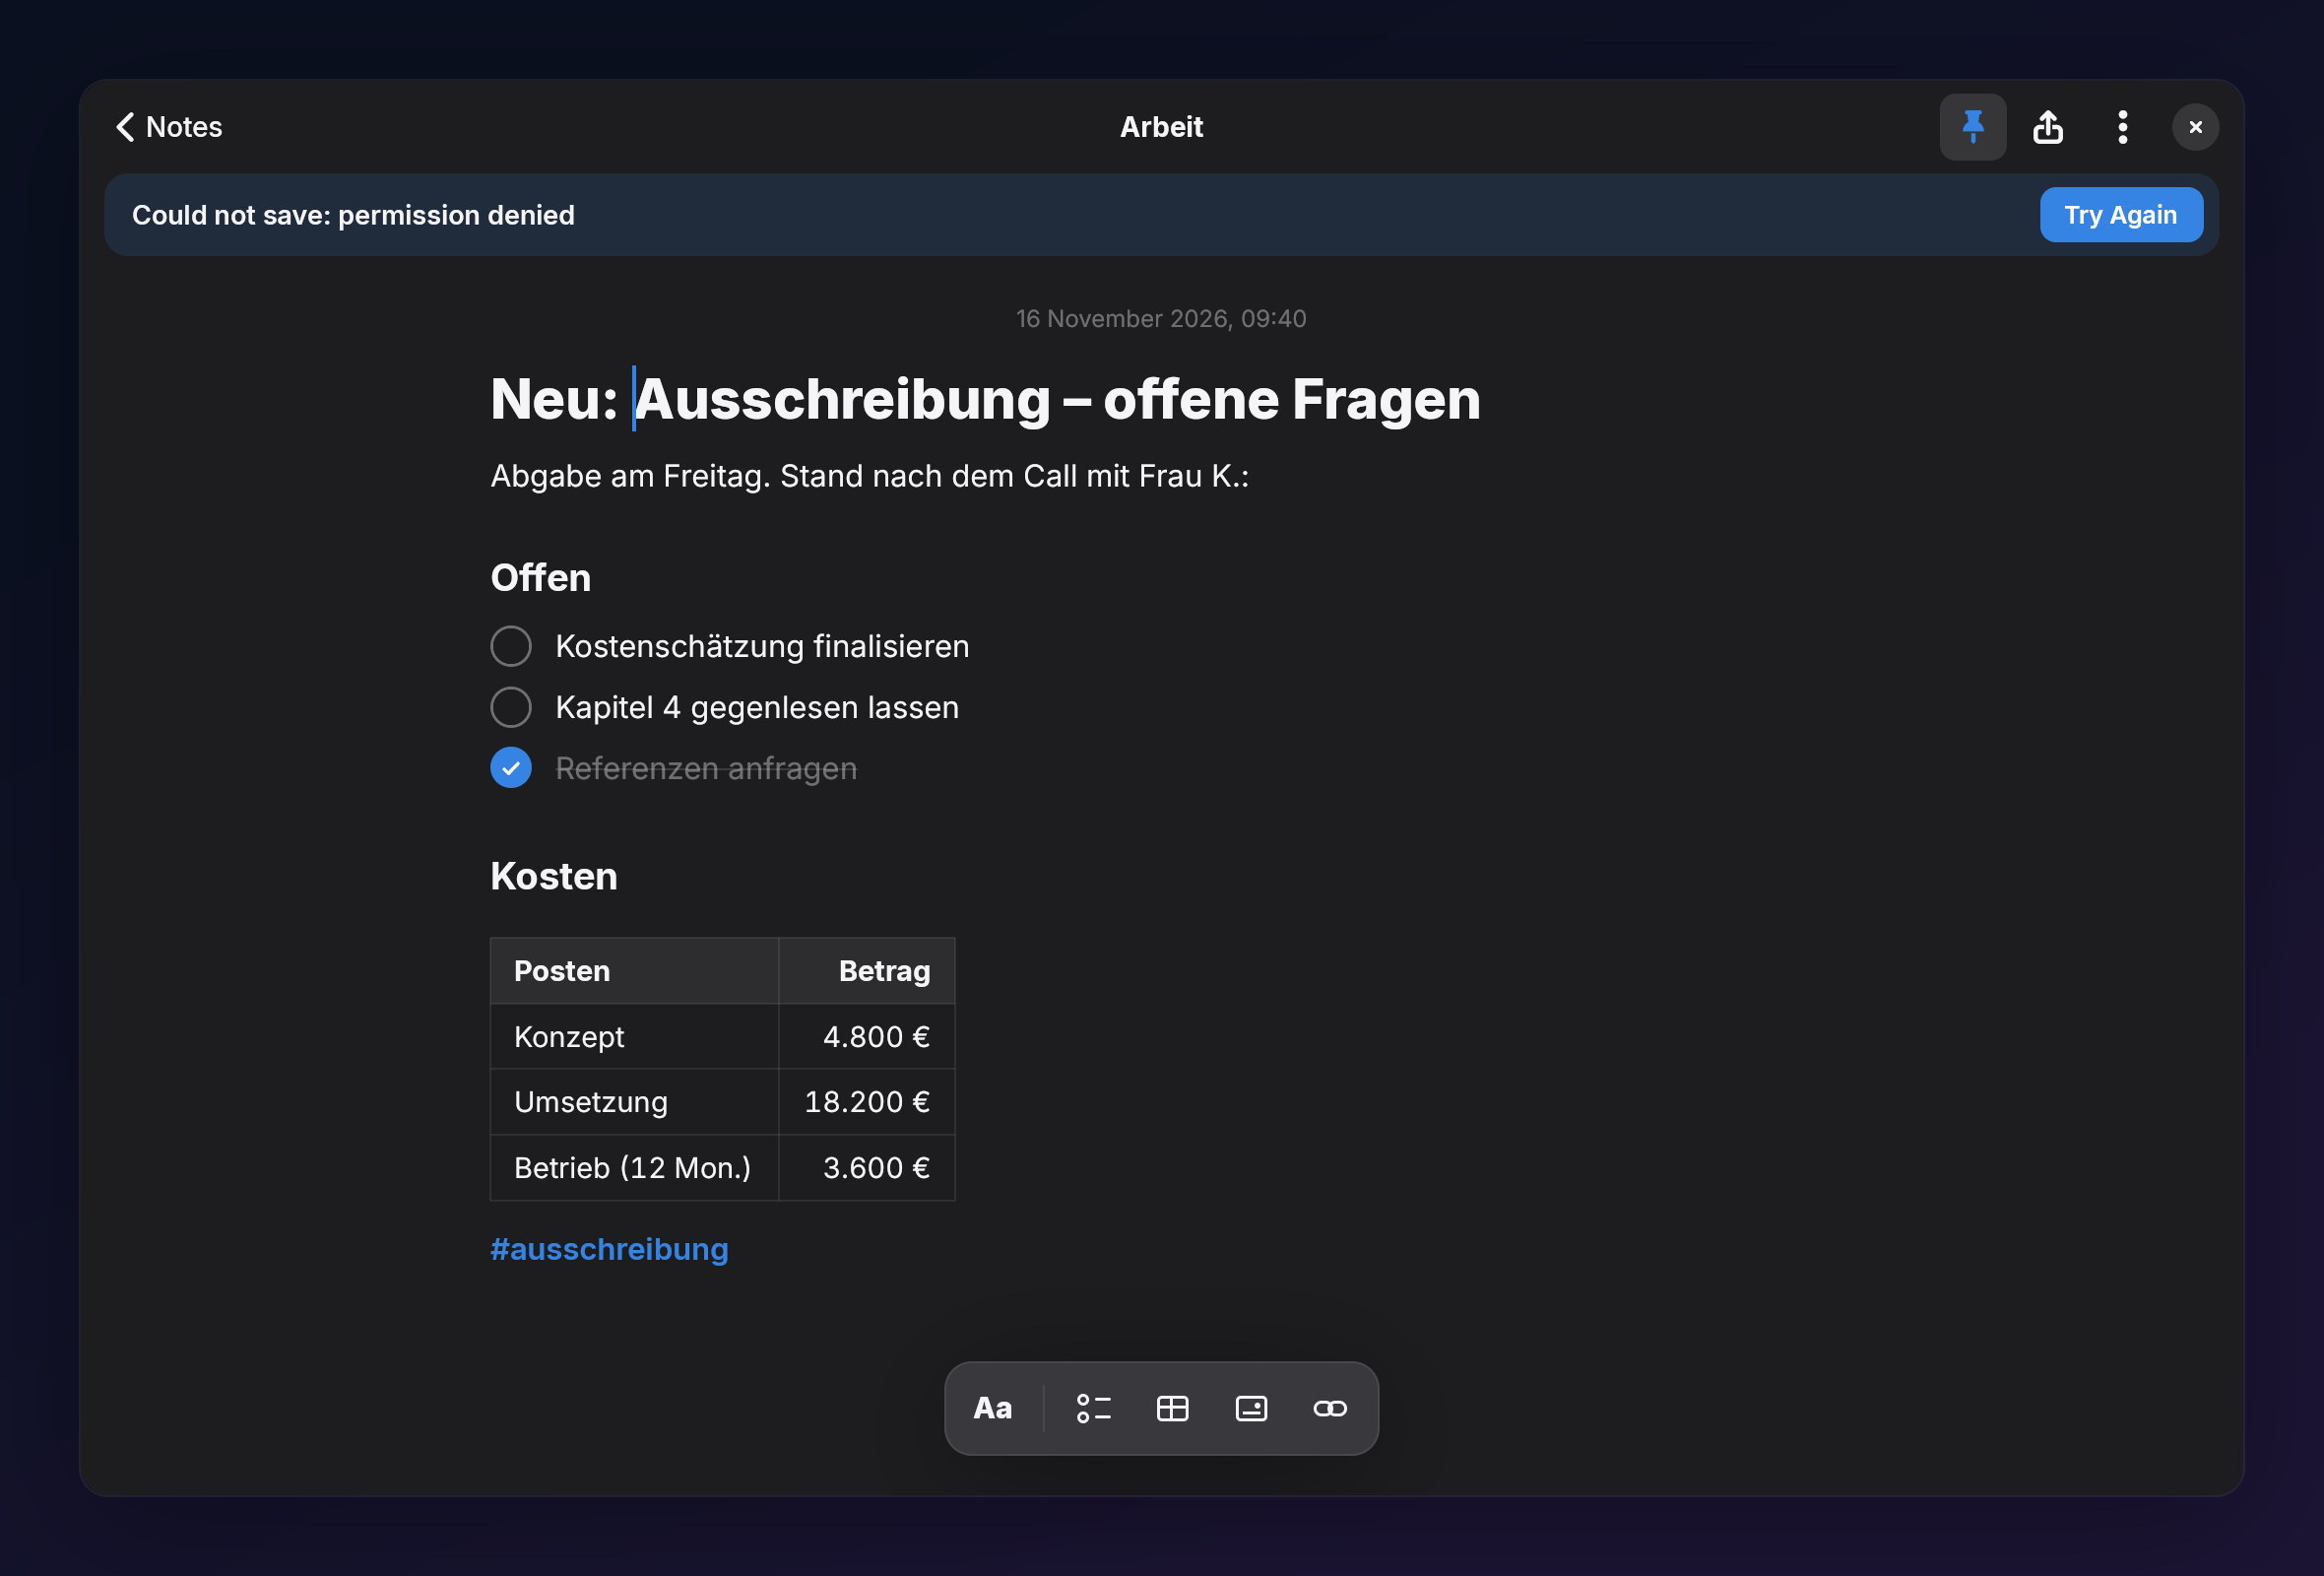 Notes
Arbeit
Could not save: permission denied
Try Again
16 November 2026, 09:40
Neu: Ausschreibung – offene Fragen
Abgabe am Freitag. Stand nach dem Call mit Frau K.:
Offen
Kostenschätzung finalisieren
Kapitel 4 gegenlesen lassen
Referenzen anfragen
Kosten
Posten Betrag
Konzept 4.800 €
Umsetzung 18.200 €
Betrieb (12 Mon.) 3.600 €
#ausschreibung
Aa